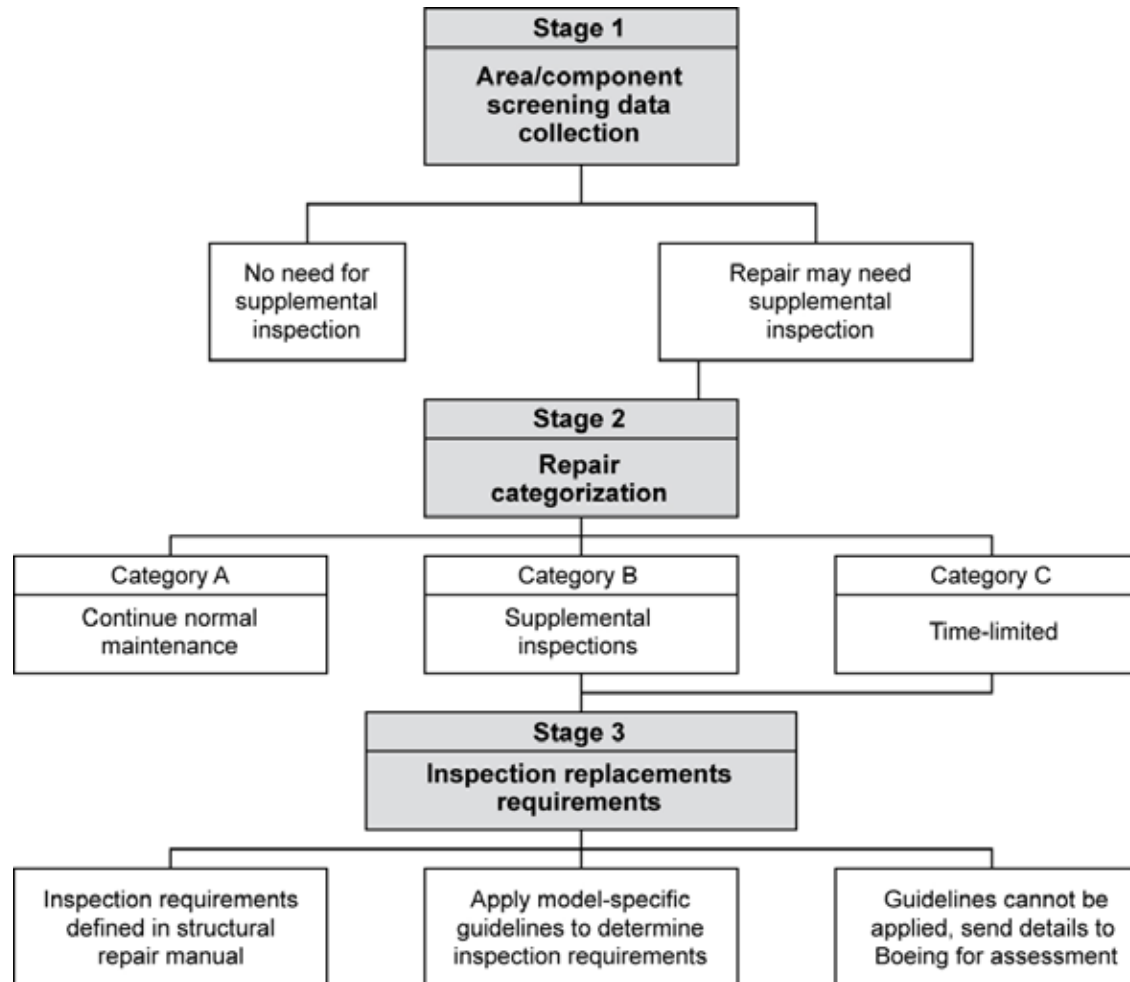 Stage 1
Area/component
screening data
collection
No need for
supplemental
inspection
Repair may need
supplemental
inspection
Stage 2
Repair
categorization
Category A
Continue normal
maintenance
Category B
Supplemental
inspections
Category C
Time-limited
Stage 3
Inspection replacements
requirements
Inspection requirements
defined in structural
repair manual
Apply model-specific
guidelines to determine
inspection requirements
Guidelines cannot be
applied, send details to
Boeing for assessment